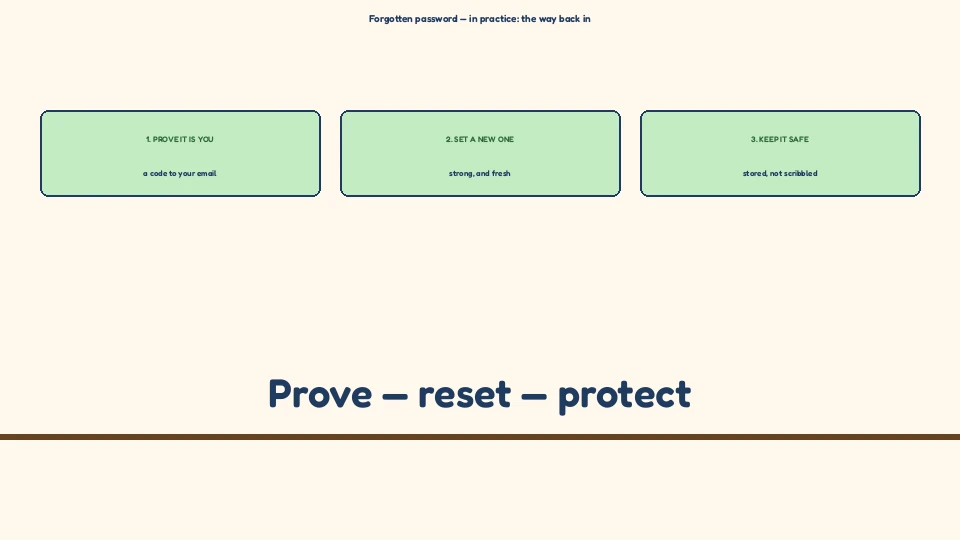 Forgotten password — in practice: the way back in
1. PROVE IT IS YOU
a code to your email
2. SET A NEW ONE
strong, and fresh
3. KEEP IT SAFE
stored, not scribbled
Prove — reset — protect